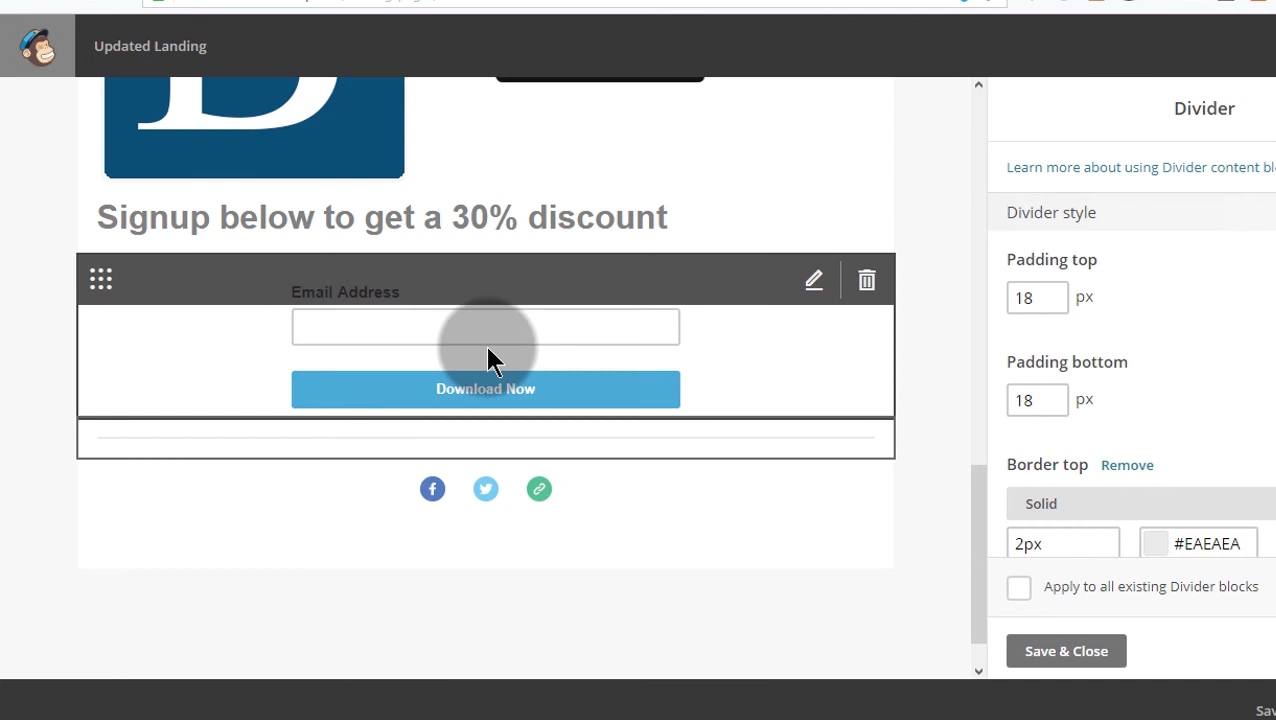 Updated Landing
Divider
Learn more about using Divider content bl
Signup below to get a 30% discount
Divider style
Padding top
18 px
Email Address
Download Now
Padding bottom
18 px
Border top Remove
Solid
2px #EAEAEA
Apply to all existing Divider blocks
Save & Close
Sav